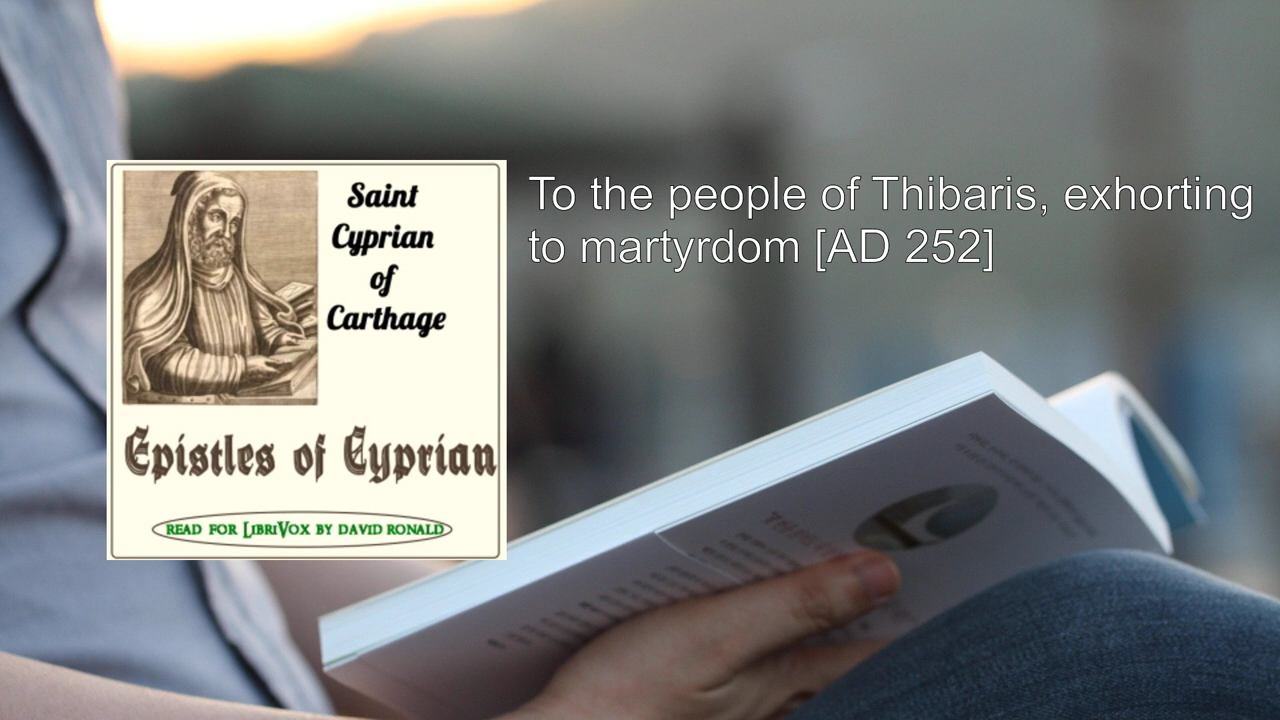 Saint
Cyprian
of
Carthage
Epistles of Cyprian
READ FOR LIBRIVOX BY DAVID RONALD
To the people of Thibaris, exhorting
to martyrdom [AD 252]